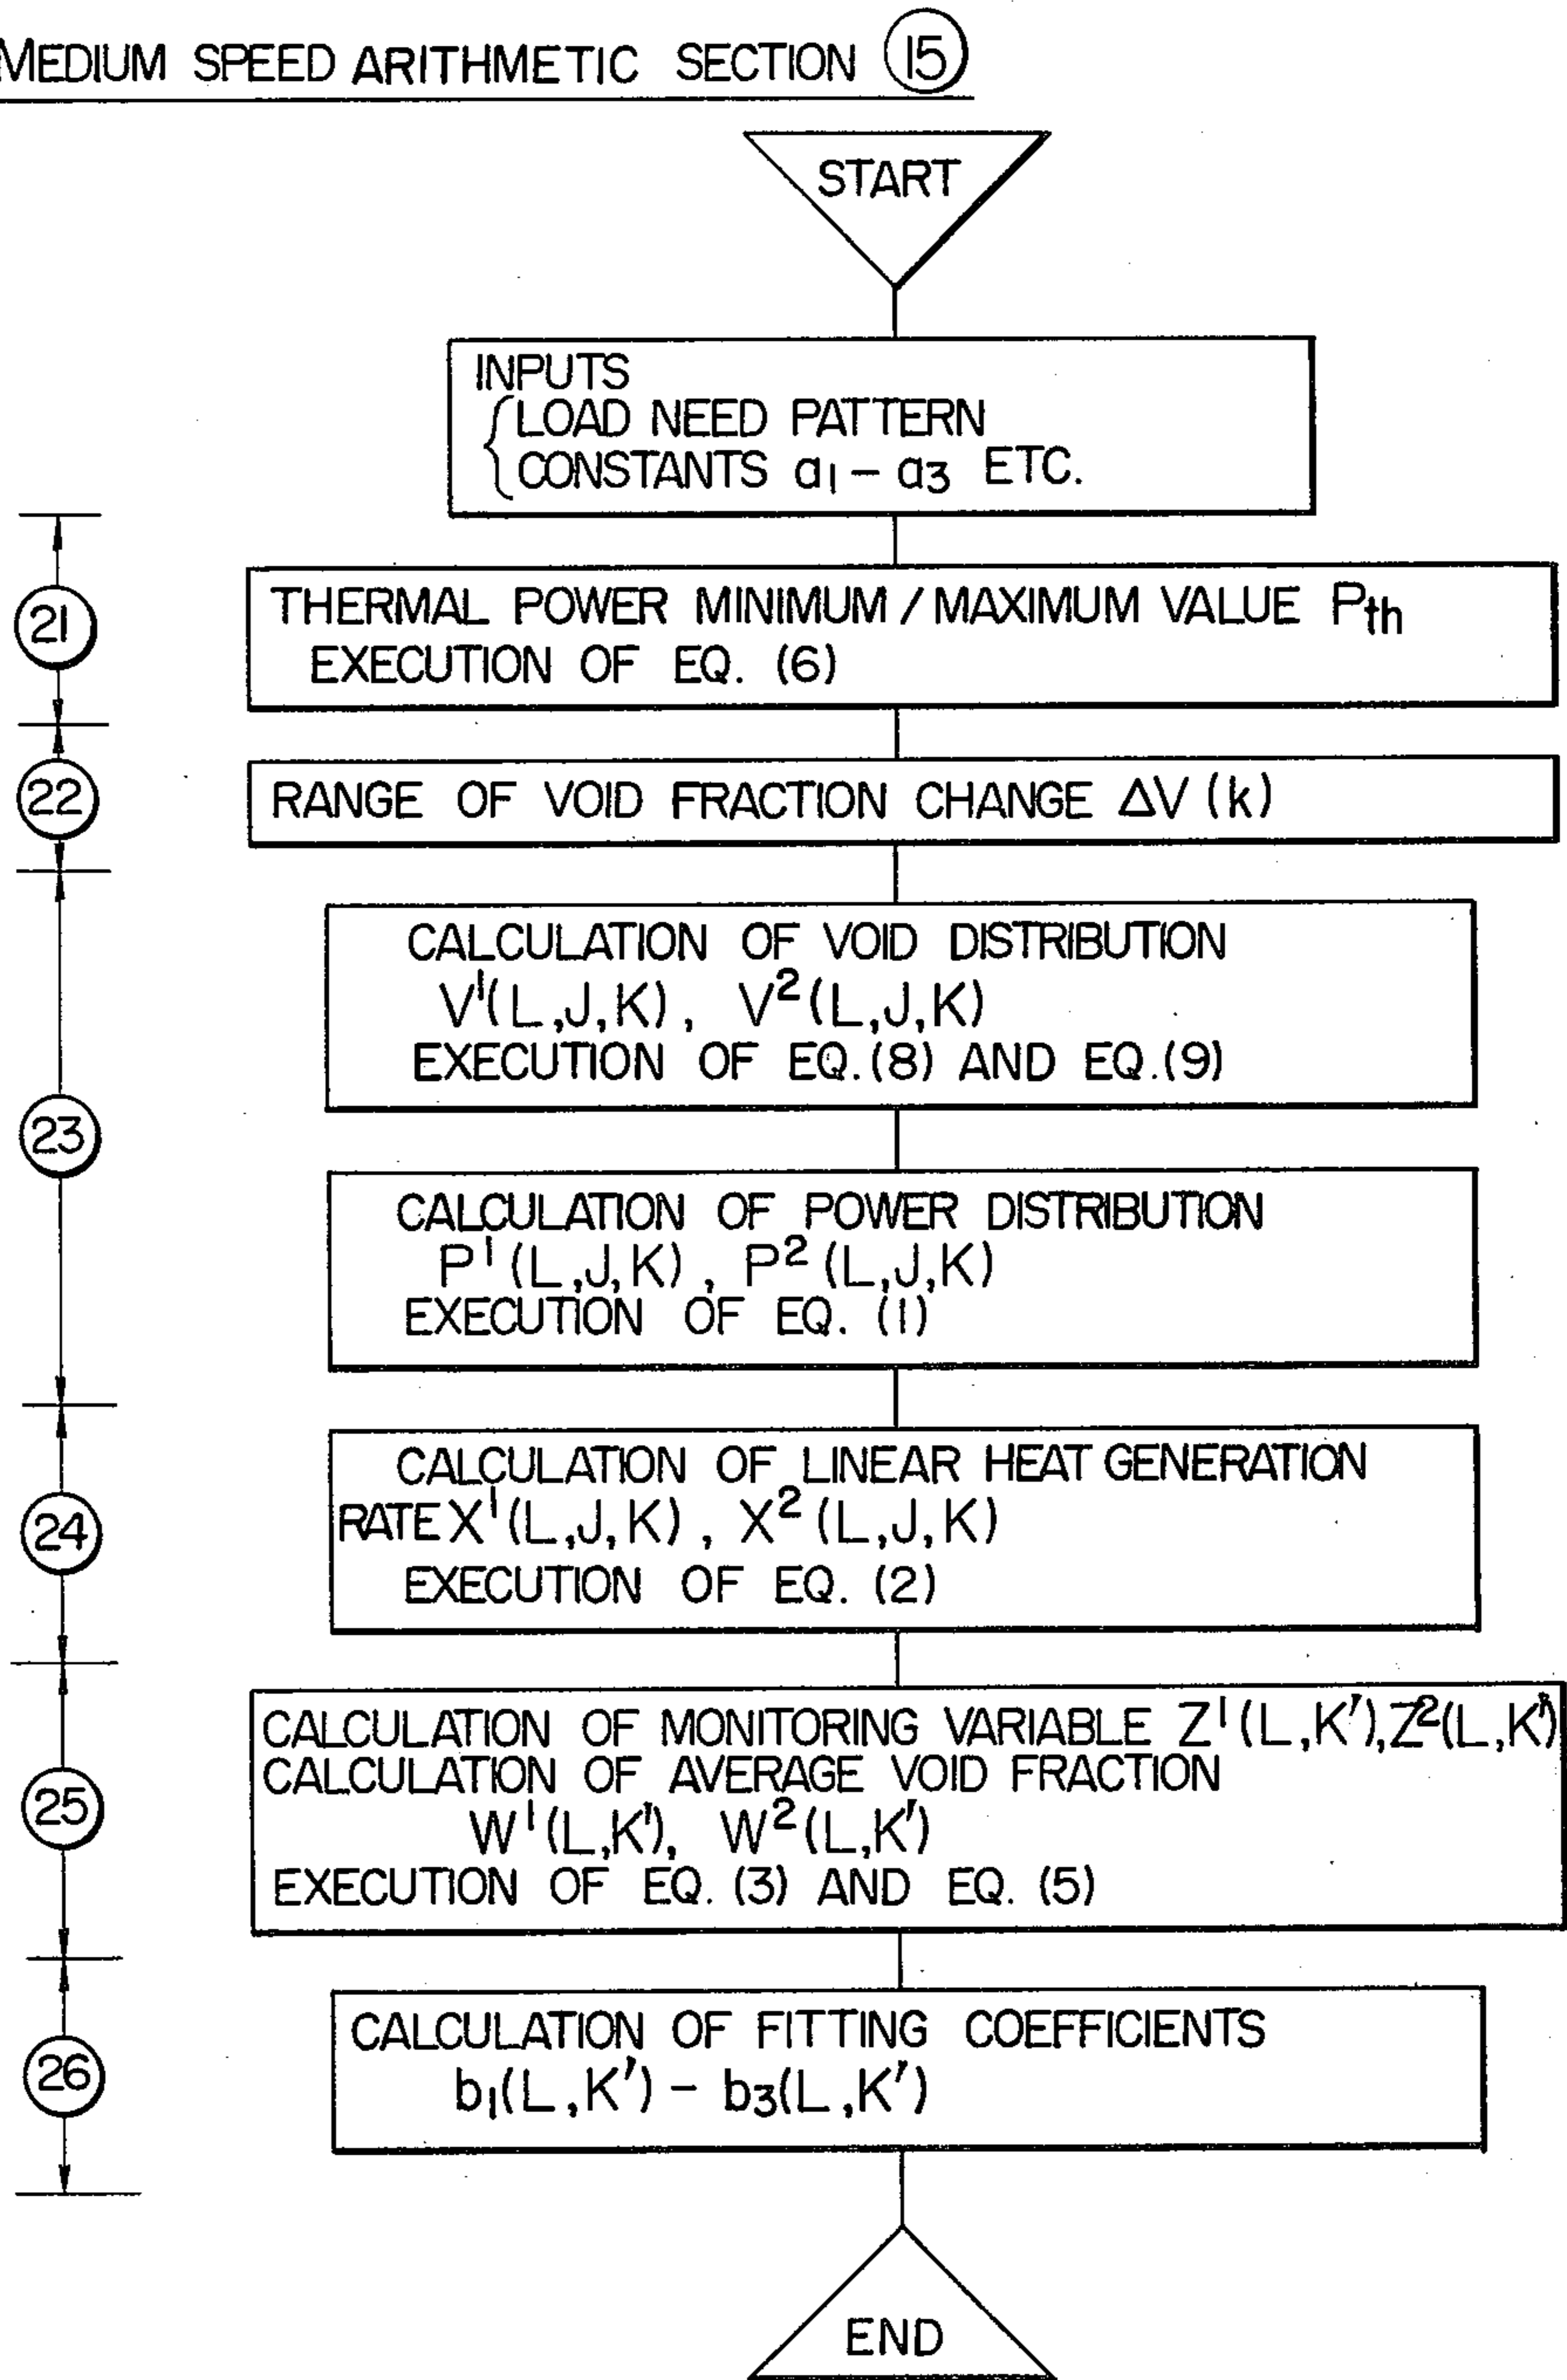 MEDIUM SPEED ARITHMETIC SECTION 15
START
INPUTS
LOAD NEED PATTERN
CONSTANTS a1 – a3 ETC.
21
THERMAL POWER MINIMUM / MAXIMUM VALUE Pth
EXECUTION OF EQ. (6)
22
RANGE OF VOID FRACTION CHANGE ΔV (k)
23
CALCULATION OF VOID DISTRIBUTION
V¹(L,J,K), V²(L,J,K)
EXECUTION OF EQ.(8) AND EQ.(9)
CALCULATION OF POWER DISTRIBUTION
P¹(L,J,K), P²(L,J,K)
EXECUTION OF EQ. (1)
24
CALCULATION OF LINEAR HEAT GENERATION
RATE X¹(L,J,K), X²(L,J,K)
EXECUTION OF EQ. (2)
25
CALCULATION OF MONITORING VARIABLE Z¹(L,K'),Z²(L,K')
CALCULATION OF AVERAGE VOID FRACTION
W¹(L,K'), W²(L,K')
EXECUTION OF EQ. (3) AND EQ. (5)
26
CALCULATION OF FITTING COEFFICIENTS
b1(L,K') – b3(L,K')
END